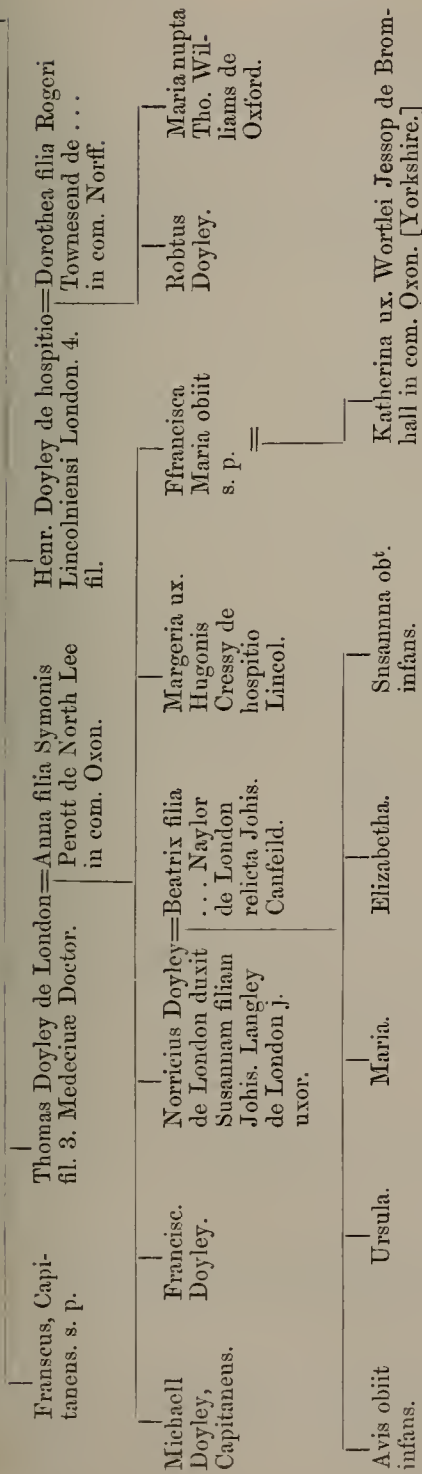 Franscus, Capi-
taneus. s. p.
Thomas Doyley de London=Anna filia Symonis
fil. 3. Medecinæ Doctor.
Perott de North Lee
in com. Oxon.
Henr. Doyley de hospitio=Dorothea filia Rogeri
Lincolniensi London. 4.
fil.
Townesend de ...
in com. Norff.
Michaell
Doyley,
Capitaneus.
Francisc.
Doyley.
Norricius Doyley=Beatrix filia
de London duxit
Susannam filiam
Johis. Langley
de London j.
uxor.
... Naylor
de London
relicta Johis.
Canfeild.
Margeria ux.
Hugonis
Cressy de
hospitio
Lincol.
Ffrancisca
Maria obiit
s. p.
=
Robtus
Doyley.
Maria nupta
Tho. Wil-
liams de
Oxford.
Avis obiit
infans.
Ursula.
Maria.
Elizabetha.
Susannna obt.
infans.
Katherina ux. Wortlei Jessop de Brom-
hall in com. Oxon. [Yorkshire.]